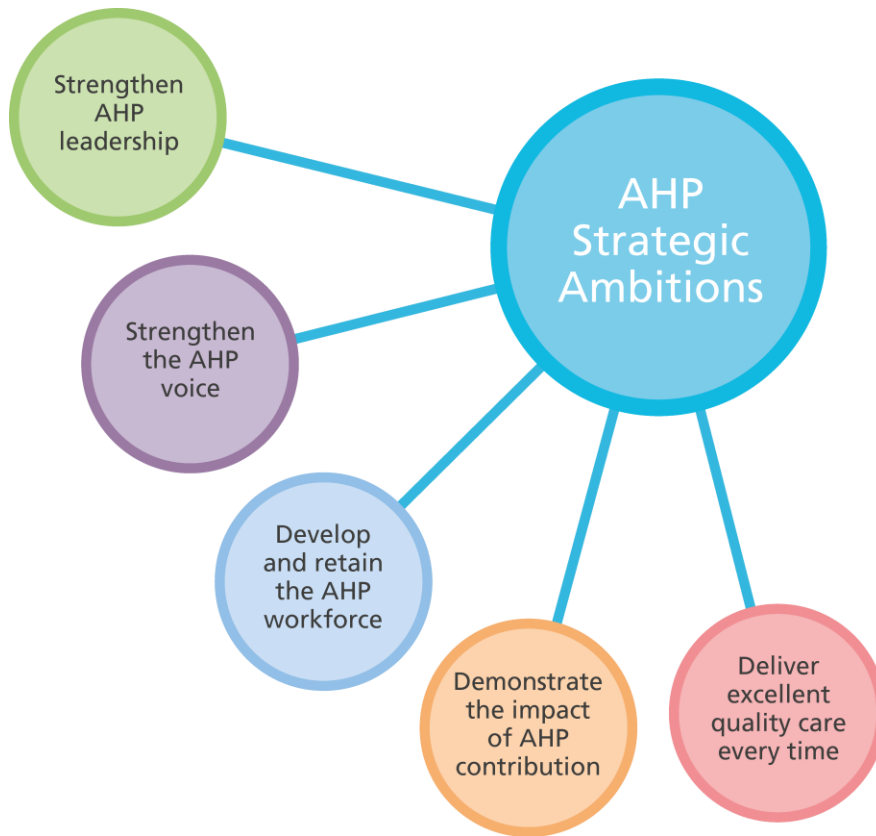 Strengthen
AHP
leadership
AHP
Strategic
Ambitions
Strengthen
the AHP
voice
Develop
and retain
the AHP
workforce
Demonstrate
the impact
of AHP
contribution
Deliver
excellent
quality care
every time